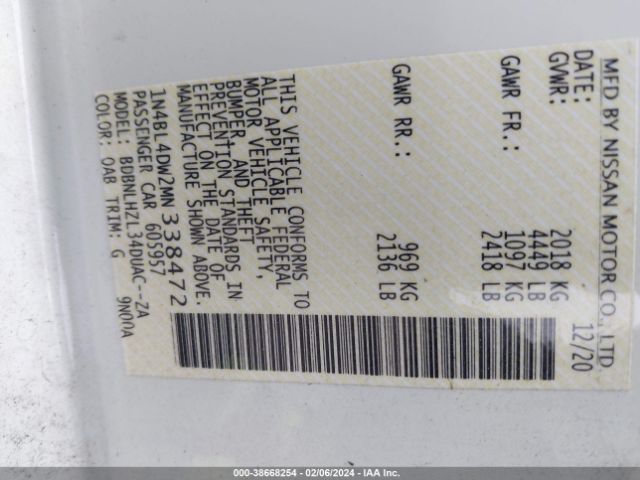 MFD BY NISSAN MOTOR CO., LTD
DATE: 12/20
GVWR: 2018 KG
4449 LB
GAWR FR.: 1097 KG
2418 LB
GAWR RR.: 969 KG
2136 LB
THIS VEHICLE CONFORMS TO
ALL APPLICABLE FEDERAL
MOTOR VEHICLE SAFETY,
BUMPER, AND THEFT
PREVENTION STANDARDS IN
EFFECT ON THE DATE OF
MANUFACTURE SHOWN ABOVE.
1N4BL4DW2MN338472
PASSENGER CAR 605957
MODEL: BDBNLHZL34DUAC--ZA
COLOR: QAB TRIM: G 9N00A
000-38668254 | 02/06/2024 | IAA Inc.